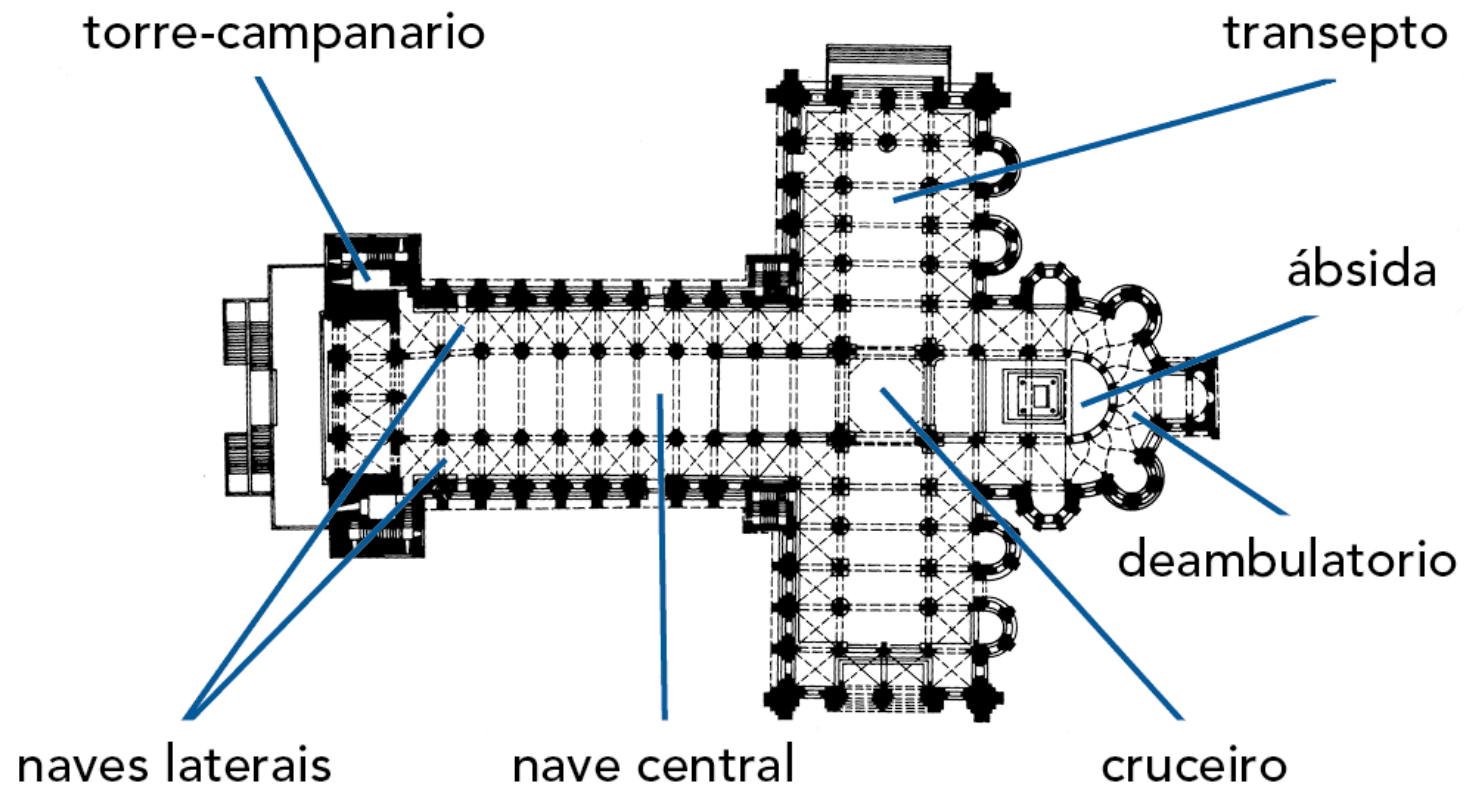 torre-campanario
transepto
ábsida
deambulatorio
naves laterais
nave central
cruceiro